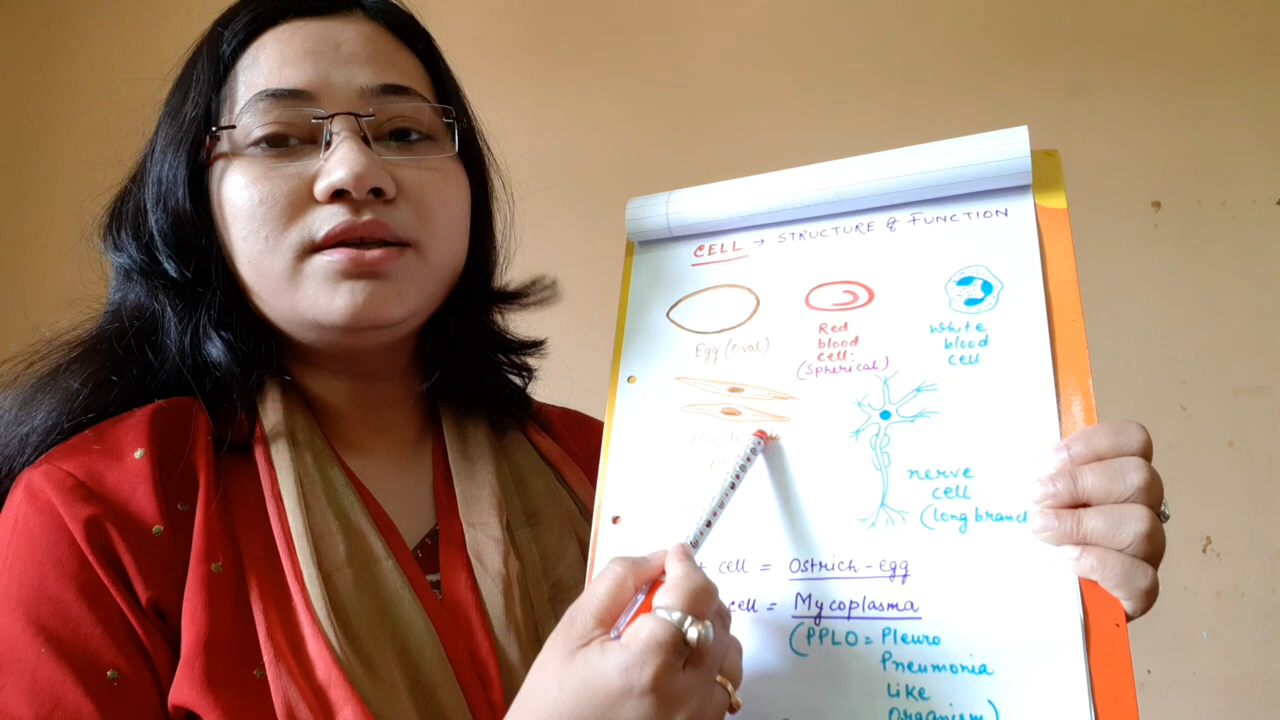 CELL → STRUCTURE & FUNCTION
Egg (Oval)
Red
blood
cell:
(Spherical)
White
blood
cell
nerve
cell
(long branch
cell = Ostrich - egg
cell = Mycoplasma
(PPLO = Pleuro
Pneumonia
Like
Organism)